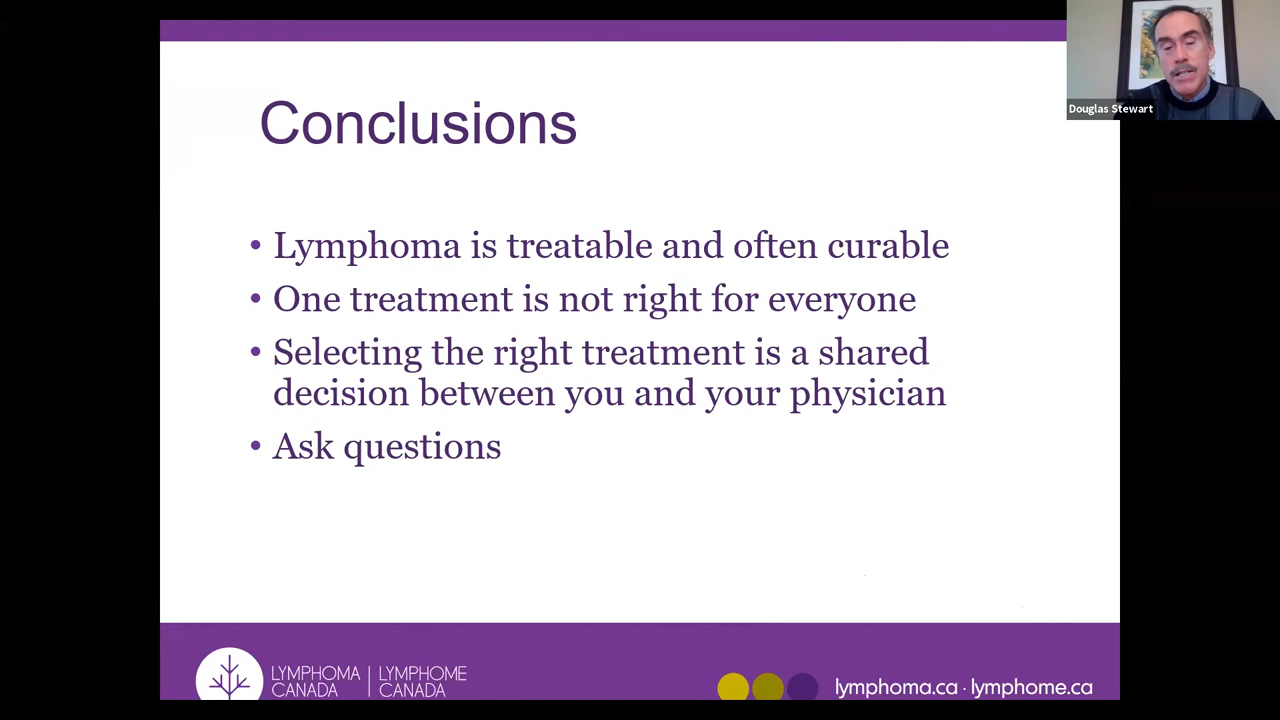 Douglas Stewart
Conclusions
• Lymphoma is treatable and often curable
• One treatment is not right for everyone
• Selecting the right treatment is a shared
decision between you and your physician
• Ask questions
LYMPHOMA | LYMPHOME
CANADA | CANADA
lymphoma.ca · lymphome.ca